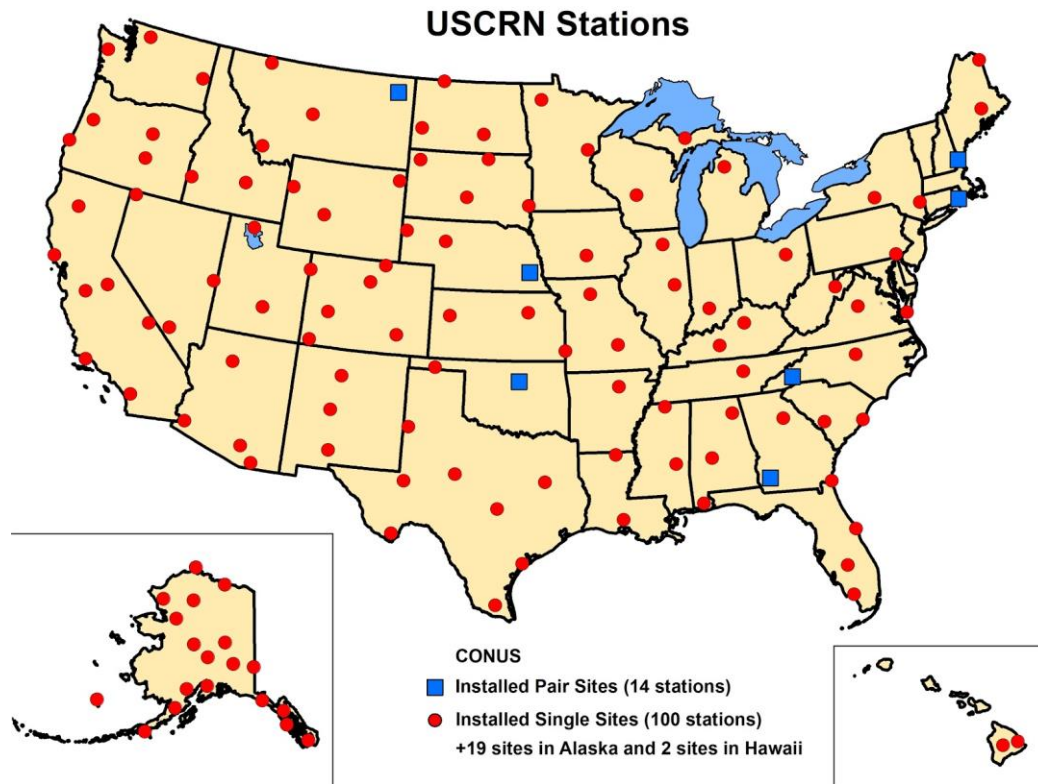 USCRN Stations
CONUS
Installed Pair Sites (14 stations)
Installed Single Sites (100 stations)
+19 sites in Alaska and 2 sites in Hawaii